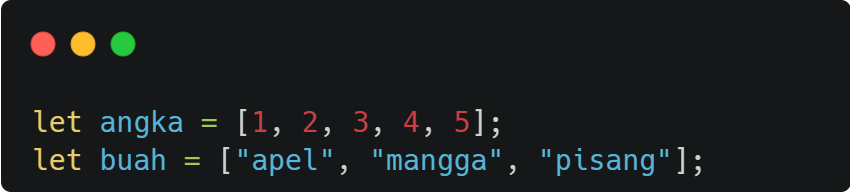 let angka = [1, 2, 3, 4, 5];
let buah = ["apel", "mangga", "pisang"];